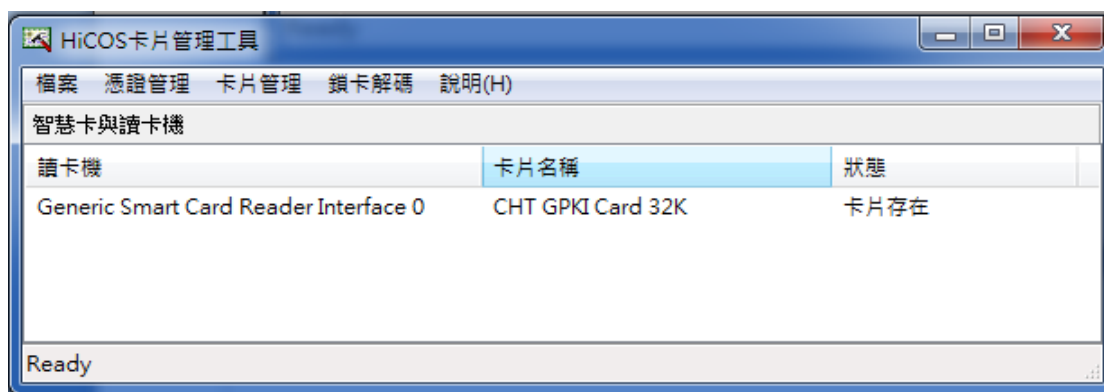 HiCOS卡片管理工具
檔案 憑證管理 卡片管理 鎖卡解碼 說明(H)
智慧卡與讀卡機
讀卡機 卡片名稱 狀態
Generic Smart Card Reader Interface 0 CHT GPKI Card 32K 卡片存在
Ready